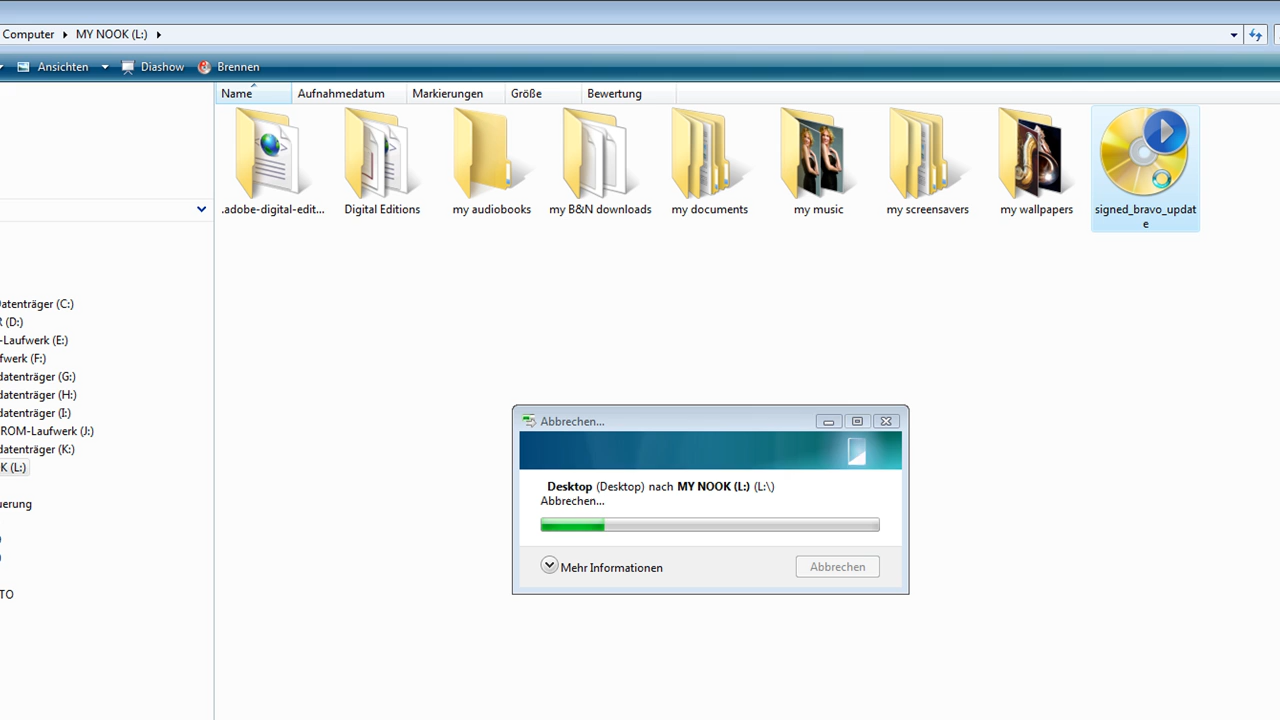 Computer ▸ MY NOOK (L:) ▸
Ansichten Diashow Brennen
Name Aufnahmedatum Markierungen Größe Bewertung
.adobe-digital-edit...
Digital Editions
my audiobooks
my B&N downloads
my documents
my music
my screensavers
my wallpapers
signed_bravo_updat
e
atenträger (C:)
R (D:)
-Laufwerk (E:)
fwerk (F:)
datenträger (G:)
datenträger (H:)
datenträger (I:)
ROM-Laufwerk (J:)
datenträger (K:)
K (L:)
uerung
TO
Abbrechen...
Desktop (Desktop) nach MY NOOK (L:) (L:\)
Abbrechen...
Mehr Informationen
Abbrechen